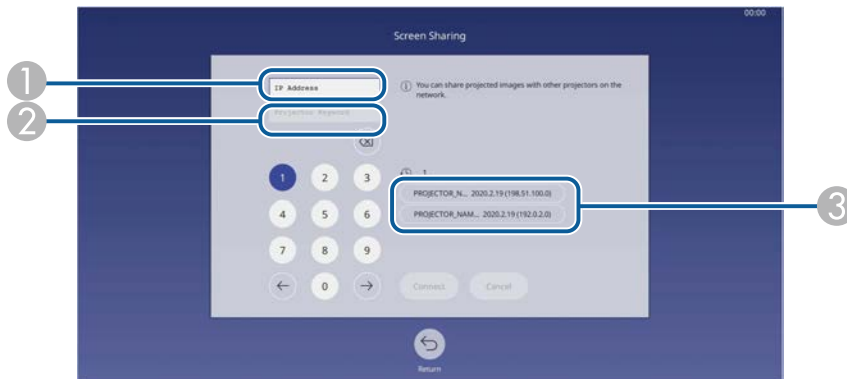 00:00
Screen Sharing
1
IP Address
You can share projected images with other projectors on the
network.
2
Projector Keyword
1
1 2 3
PROJECTOR_N... 2020.2.19 (198.51.100.0)
3
4 5 6
PROJECTOR_NAM... 2020.2.19 (192.0.2.0)
7 8 9
0
Connect Cancel
Return